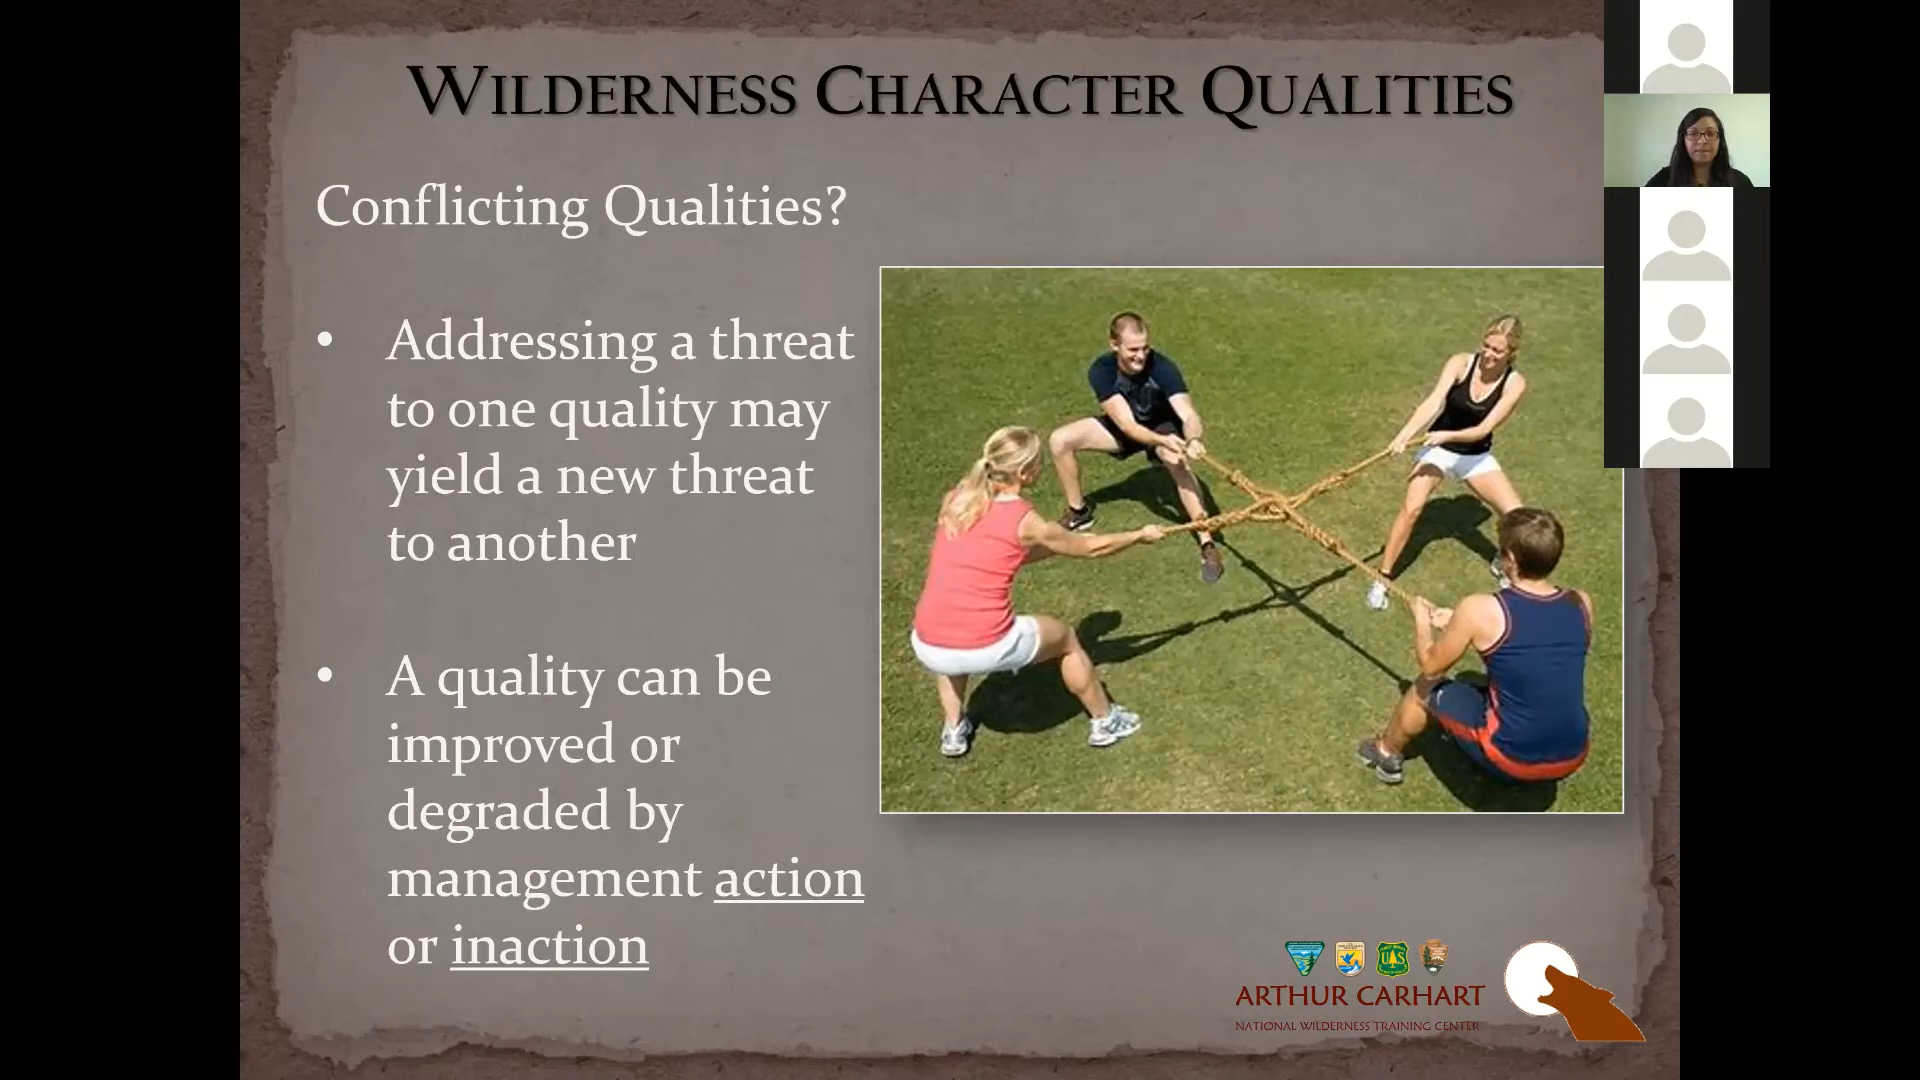 WILDERNESS CHARACTER QUALITIES
Conflicting Qualities?
• Addressing a threat
to one quality may
yield a new threat
to another
• A quality can be
improved or
degraded by
management action
or inaction
UAS
ARTHUR CARHART
NATIONAL WILDERNESS TRAINING CENTER